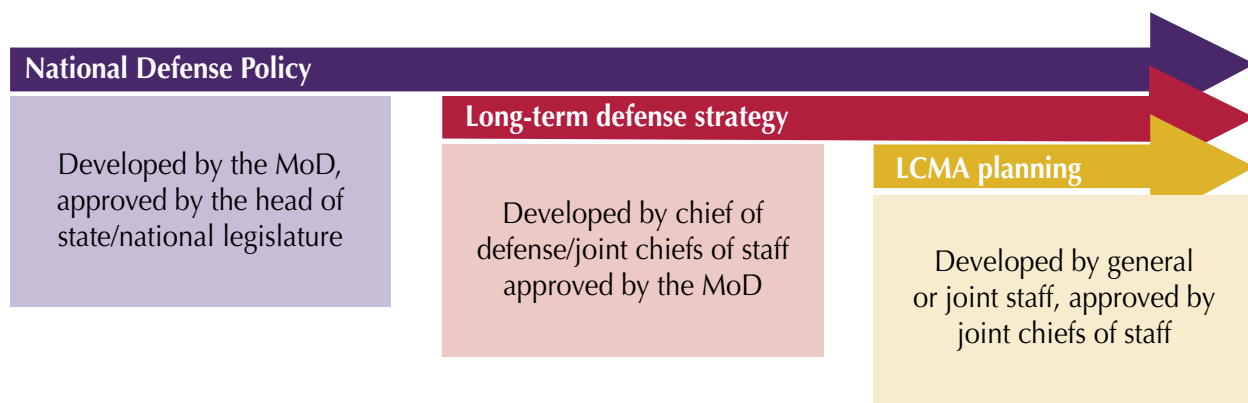 National Defense Policy
Developed by the MoD,
approved by the head of
state/national legislature
Long-term defense strategy
Developed by chief of
defense/joint chiefs of staff
approved by the MoD
LCMA planning
Developed by general
or joint staff, approved by
joint chiefs of staff